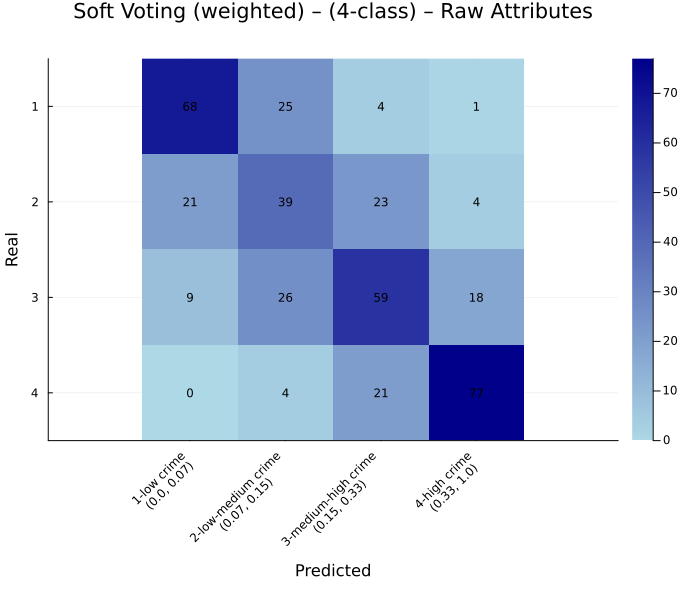 Soft Voting (weighted) – (4-class) – Raw Attributes
1 68 25 4 1
2 21 39 23 4
3 9 26 59 18
4 0 4 21 77
Real
1-low crime
(0.0, 0.07)
2-low-medium crime
(0.07, 0.15)
3-medium-high crime
(0.15, 0.33)
4-high crime
(0.33, 1.0)
Predicted
70
60
50
40
30
20
10
0